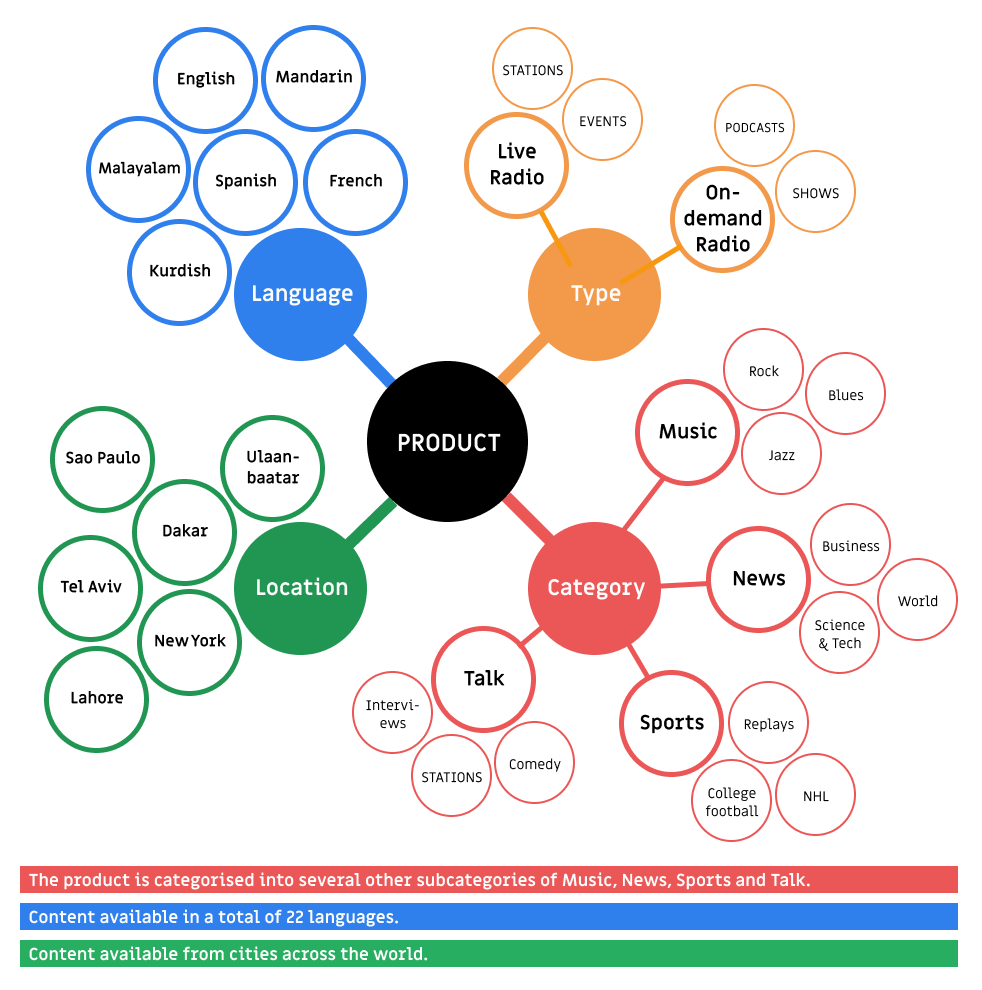 English
Mandarin
Malayalam
Spanish
French
Kurdish
Language
STATIONS
EVENTS
Live
Radio
PODCASTS
SHOWS
On-
demand
Radio
Type
PRODUCT
Sao Paulo
Ulaan-
baatar
Dakar
Tel Aviv
New York
Lahore
Location
Category
Music
Rock
Blues
Jazz
News
Business
World
Science
& Tech
Talk
Intervi-
ews
STATIONS
Comedy
Sports
Replays
College
football
NHL
The product is categorised into several other subcategories of Music, News, Sports and Talk.
Content available in a total of 22 languages.
Content available from cities across the world.